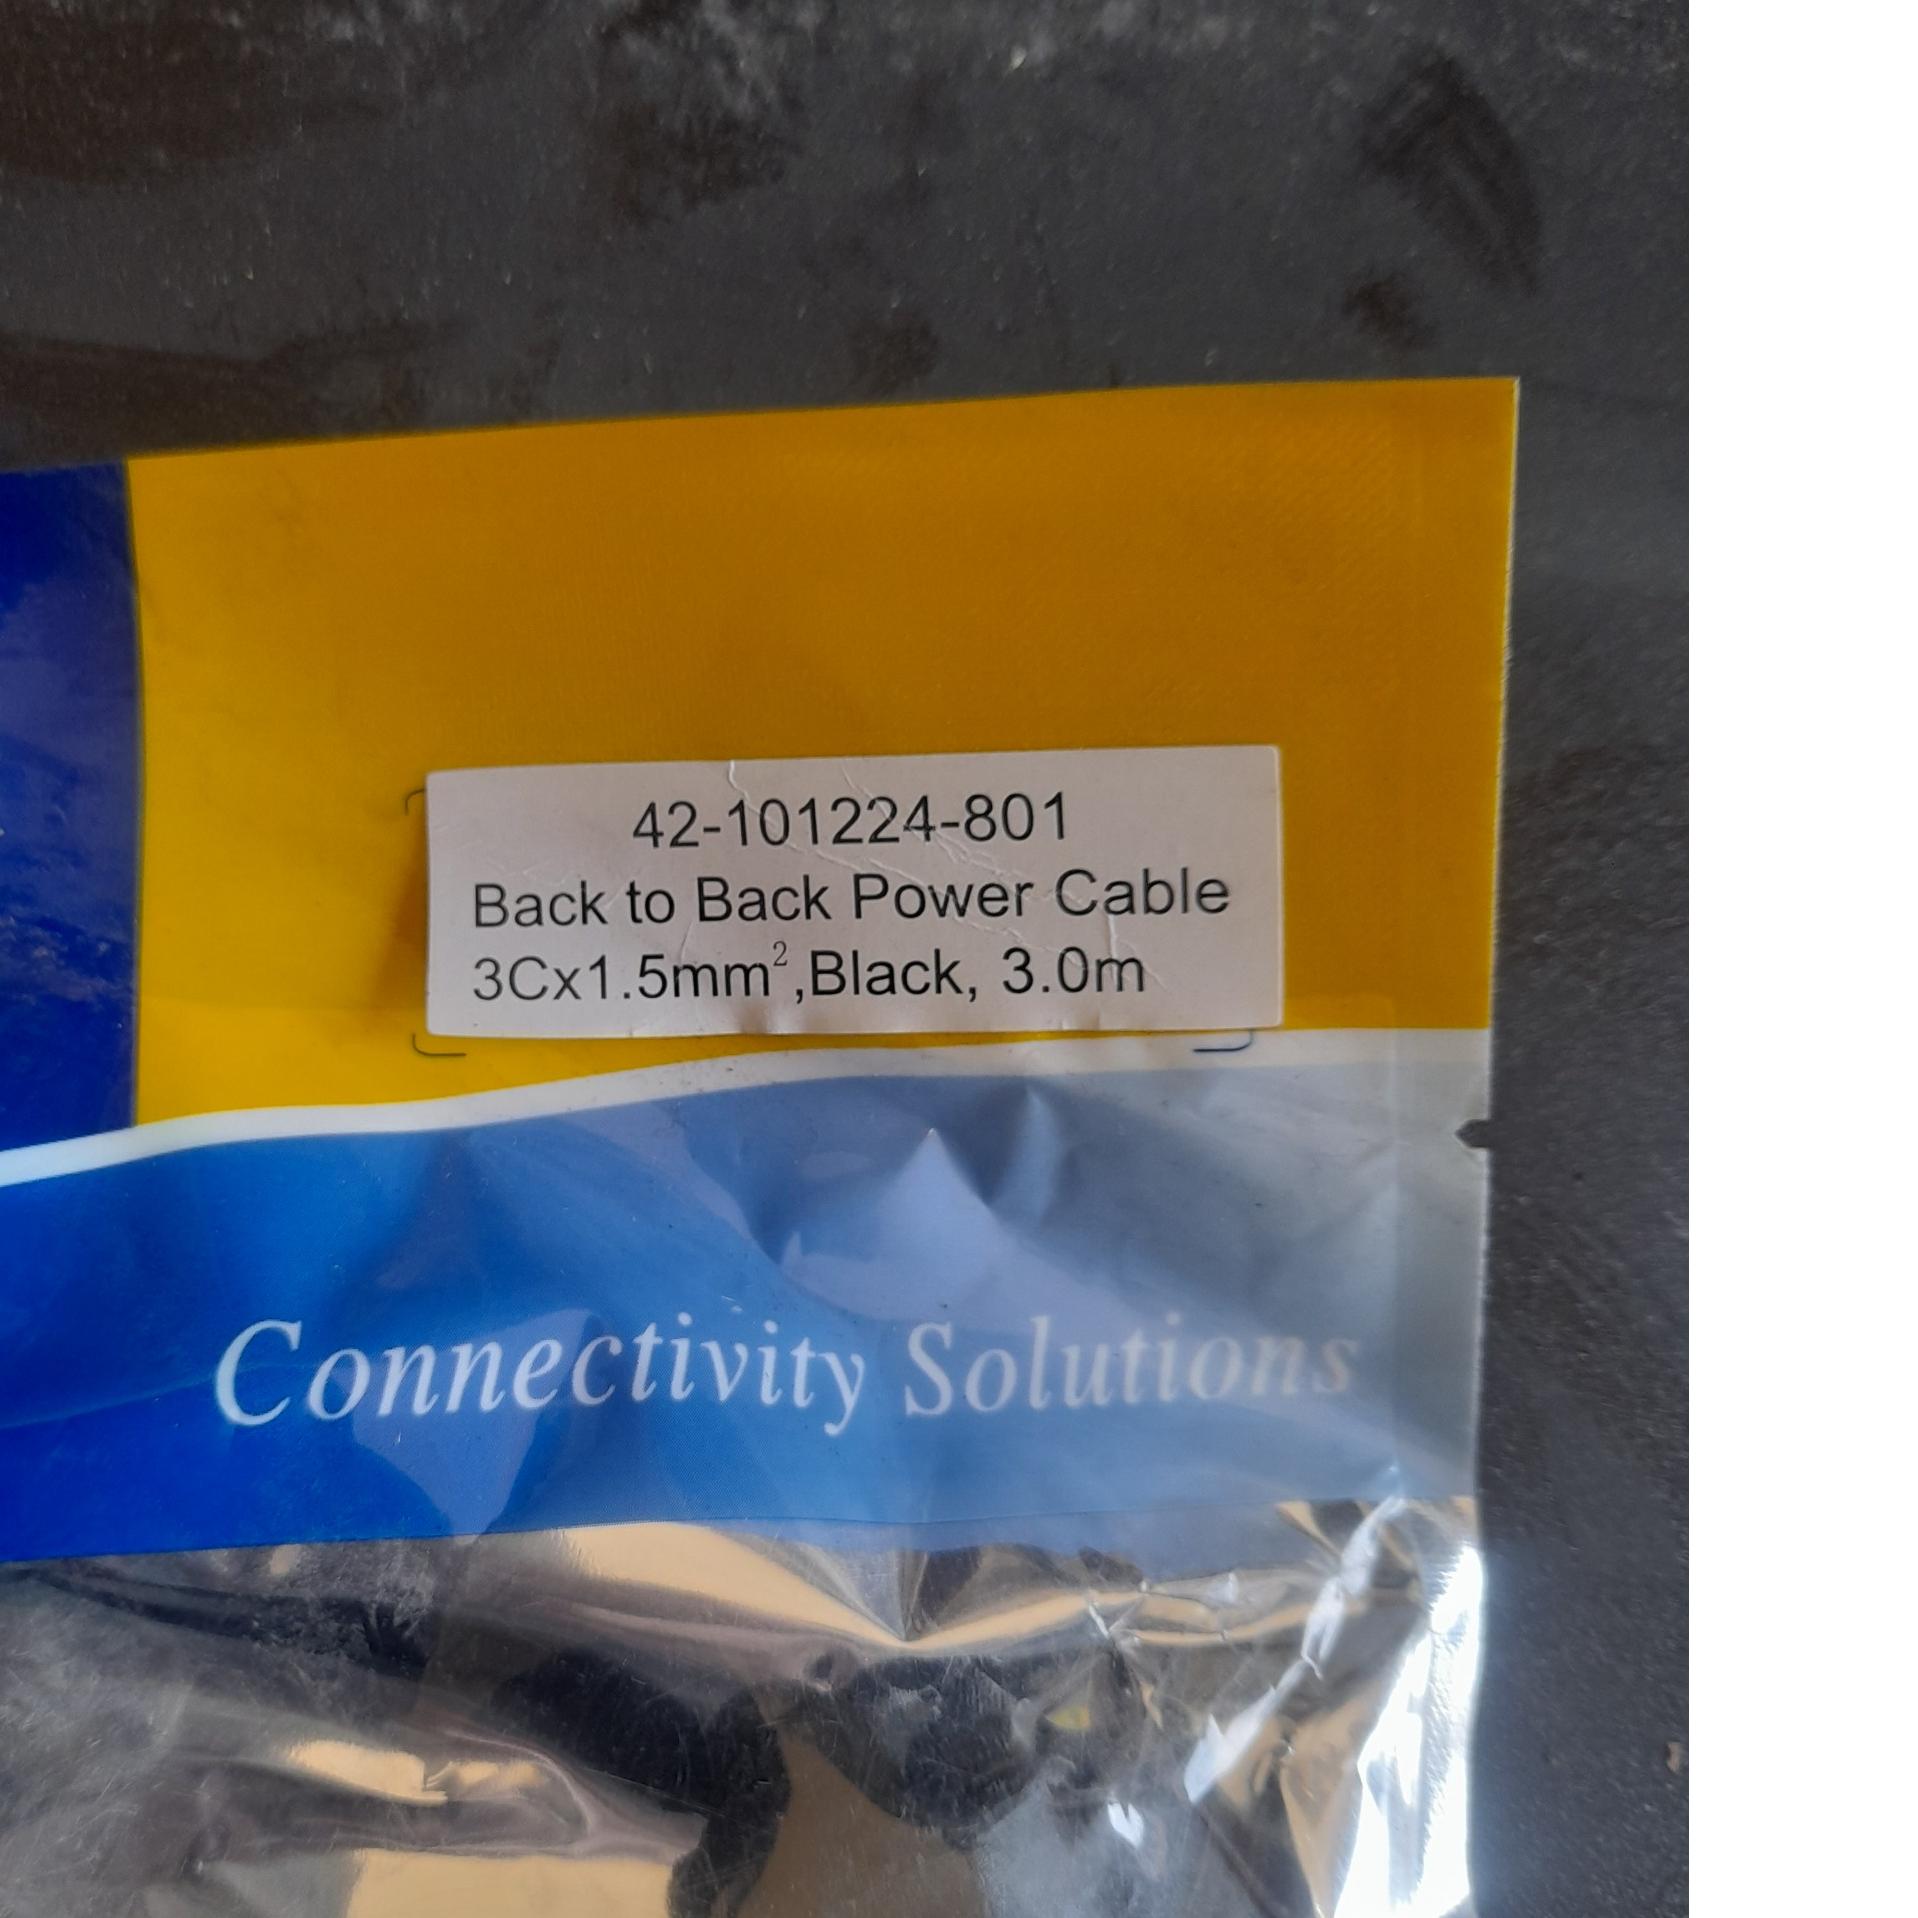 42-101224-801
Back to Back Power Cable
3Cx1.5mm²,Black, 3.0m
Connectivity Solutions